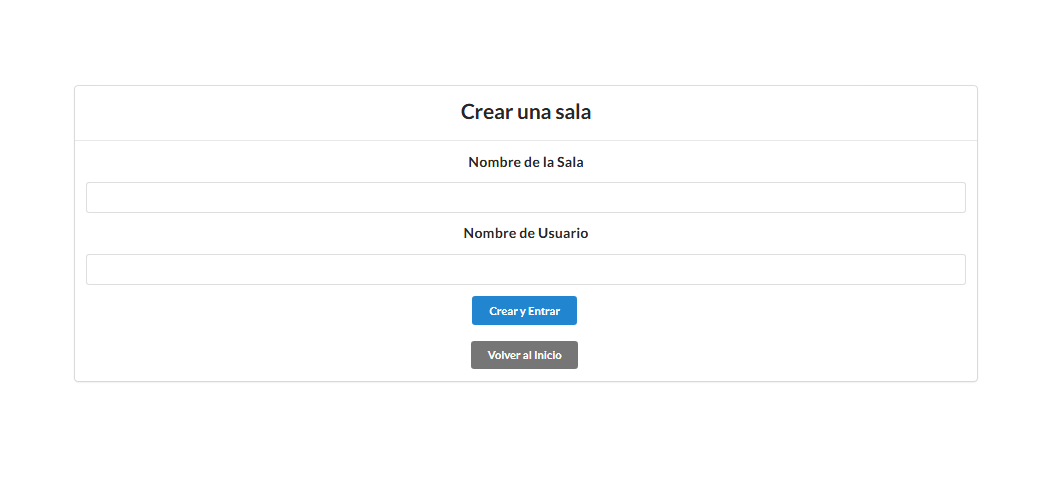 Crear una sala
Nombre de la Sala
Nombre de Usuario
Crear y Entrar
Volver al Inicio